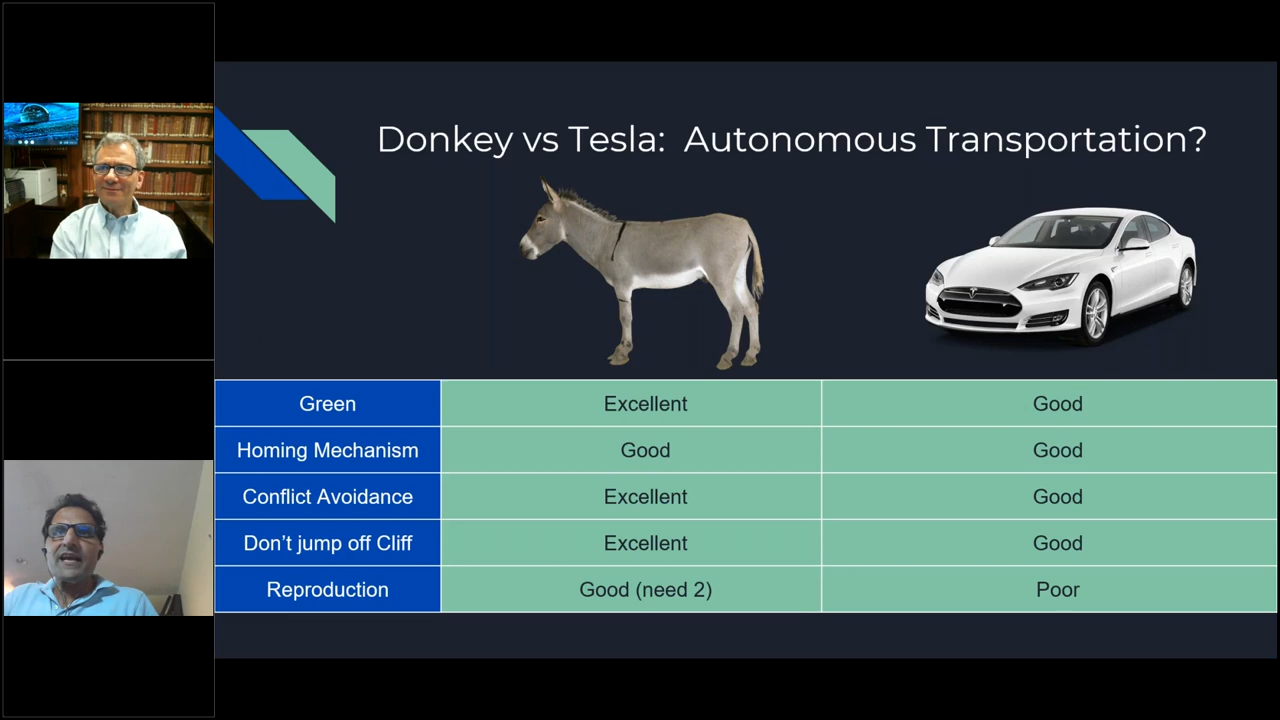 Donkey vs Tesla: Autonomous Transportation?
Green Excellent Good
Homing Mechanism Good Good
Conflict Avoidance Excellent Good
Don’t jump off Cliff Excellent Good
Reproduction Good (need 2) Poor